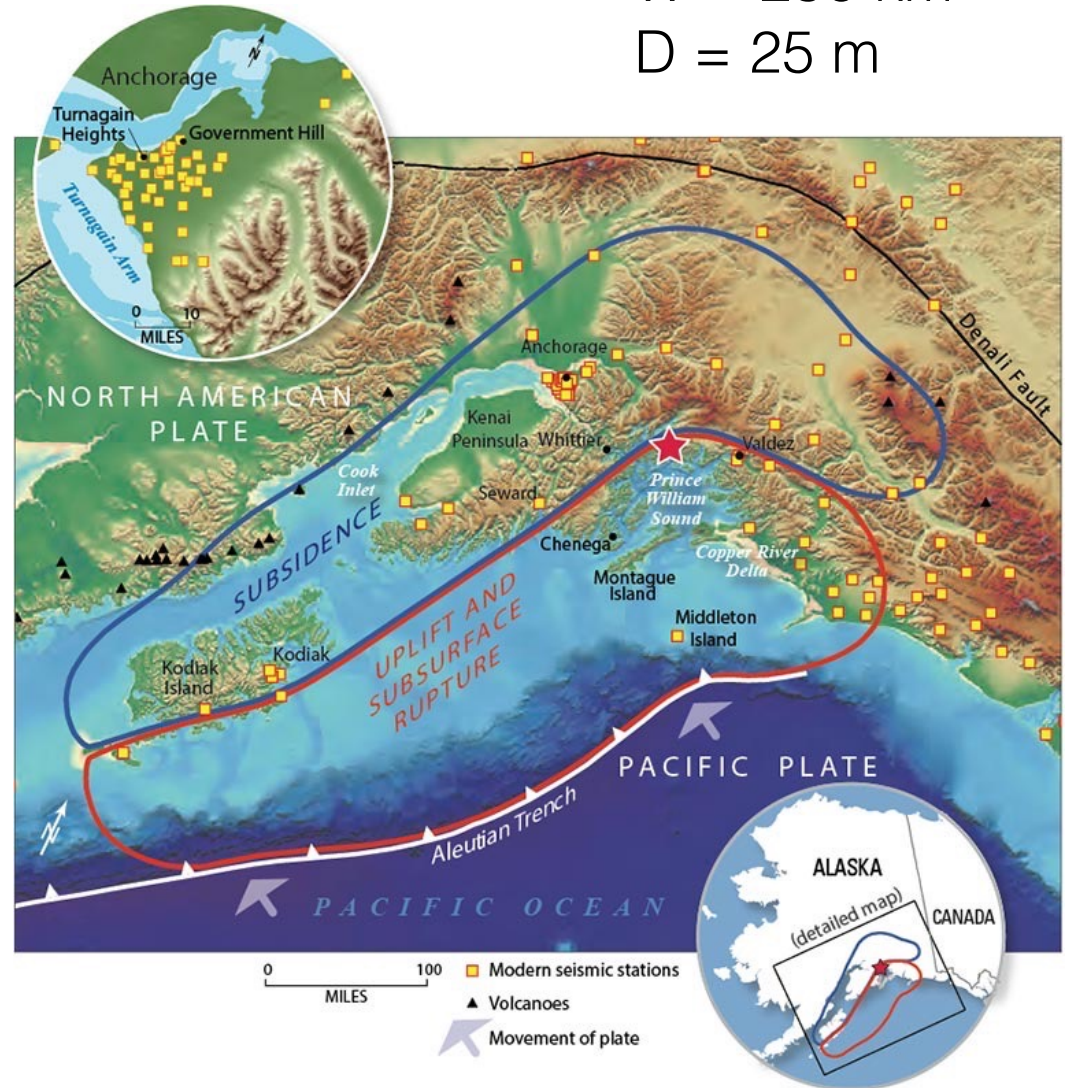 D = 25 m
N
Anchorage
Turnagain
Heights
Government Hill
Turnagain Arm
0 10
MILES
Denali Fault
NORTH AMERICAN
PLATE
Anchorage
Kenai
Peninsula
Whittier
Valdez
Cook
Inlet
Prince
William
Sound
Seward
SUBSIDENCE
Chenega
Copper River
Delta
Montague
Island
UPLIFT AND
SUBSURFACE
RUPTURE
Middleton
Island
Kodiak
Kodiak
Island
PACIFIC PLATE
N
Aleutian Trench
PACIFIC OCEAN
ALASKA
(detailed map)
CANADA
0 100
MILES
Modern seismic stations
Volcanoes
Movement of plate